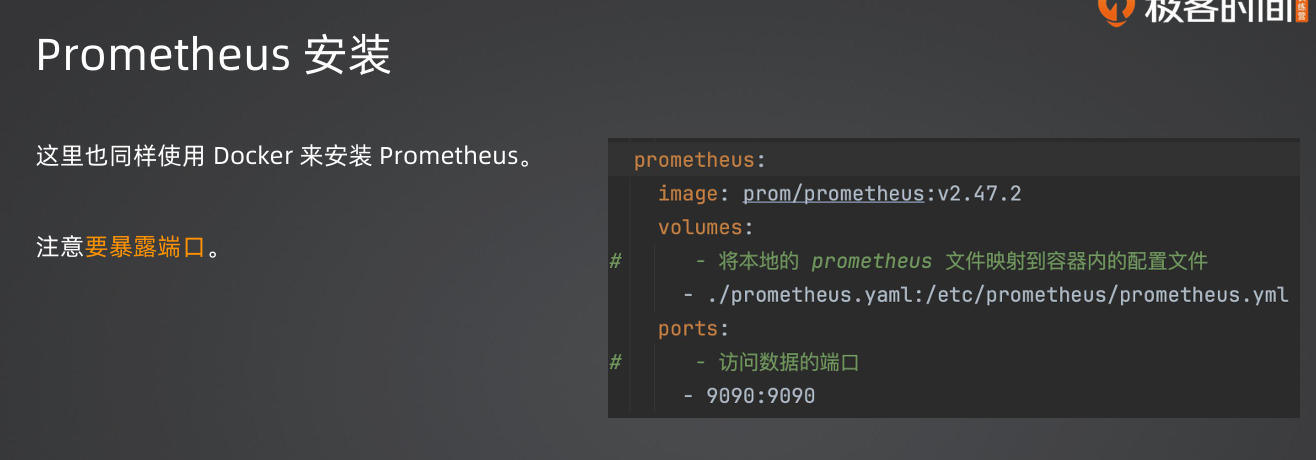 极客时间
Prometheus 安装
这里也同样使用 Docker 来安装 Prometheus。
注意要暴露端口。
prometheus:
image: prom/prometheus:v2.47.2
volumes:
# - 将本地的 prometheus 文件映射到容器内的配置文件
- ./prometheus.yaml:/etc/prometheus/prometheus.yml
ports:
# - 访问数据的端口
- 9090:9090